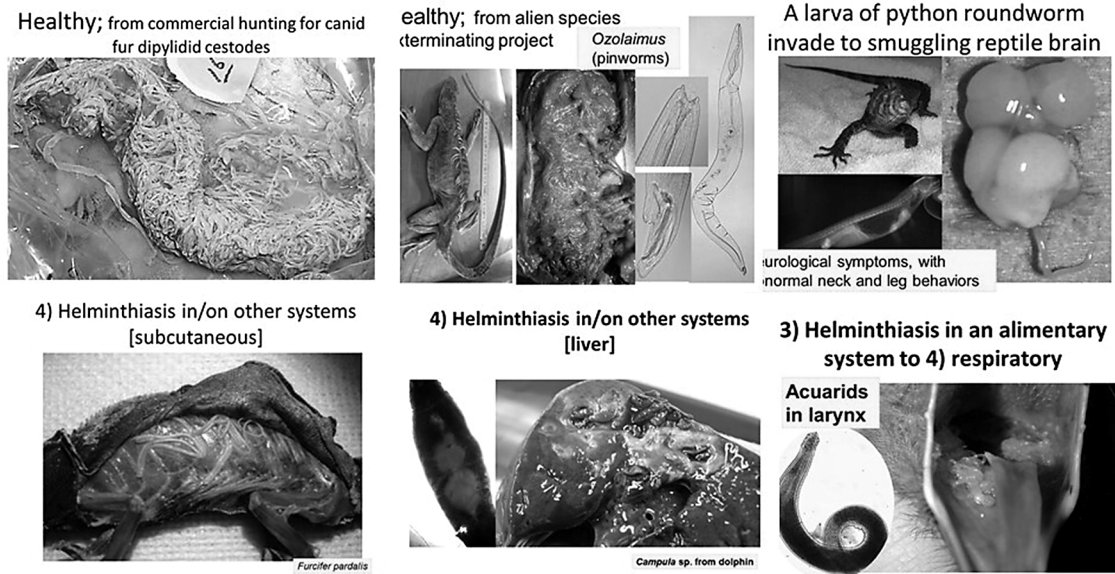 Healthy; from commercial hunting for canid
fur dipylidid cestodes
161
ealthy; from alien species
xterminating project
Ozolaimus
(pinworms)
A larva of python roundworm
invade to smuggling reptile brain
eurological symptoms, with
bnormal neck and leg behaviors
4) Helminthiasis in/on other systems
[subcutaneous]
Furcifer pardalis
4) Helminthiasis in/on other systems
[liver]
Campula sp. from dolphin
3) Helminthiasis in an alimentary
system to 4) respiratory
Acuarids
in larynx